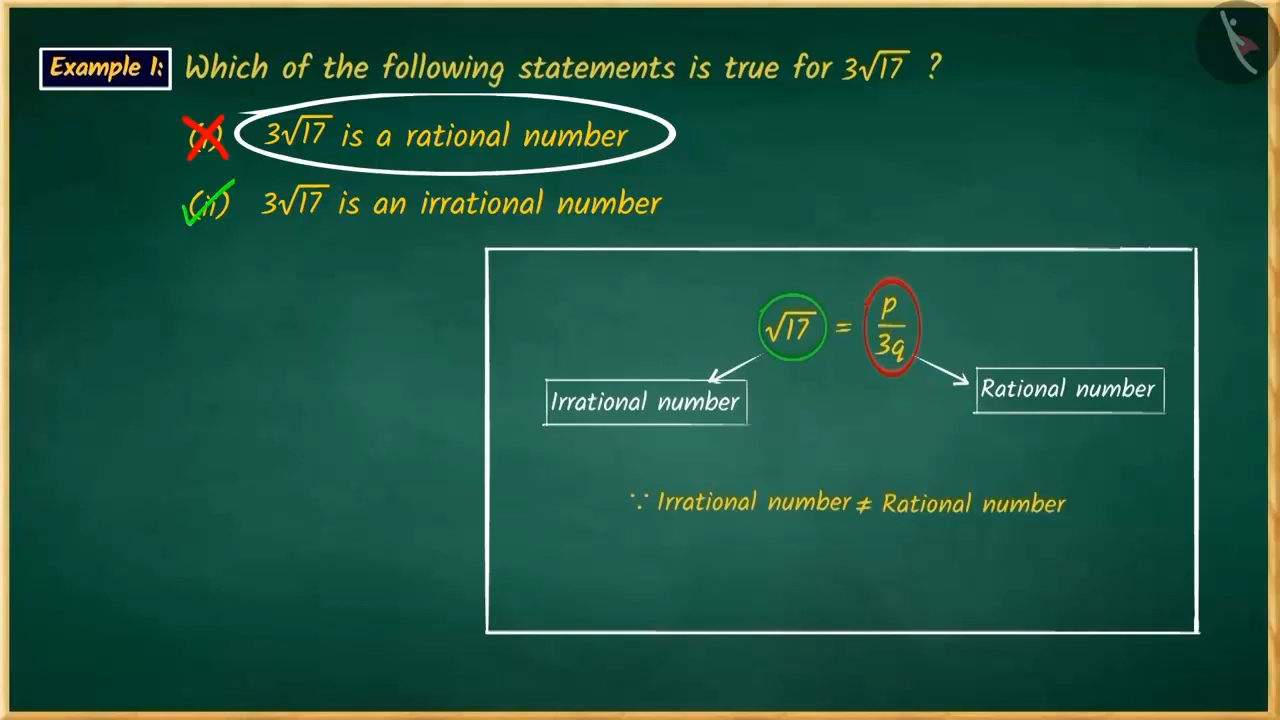 Example 1: Which of the following statements is true for 3√17 ?
(i) 3√17 is a rational number
(ii) 3√17 is an irrational number
√17 = p/3q
Irrational number
Rational number
∵ Irrational number ≠ Rational number